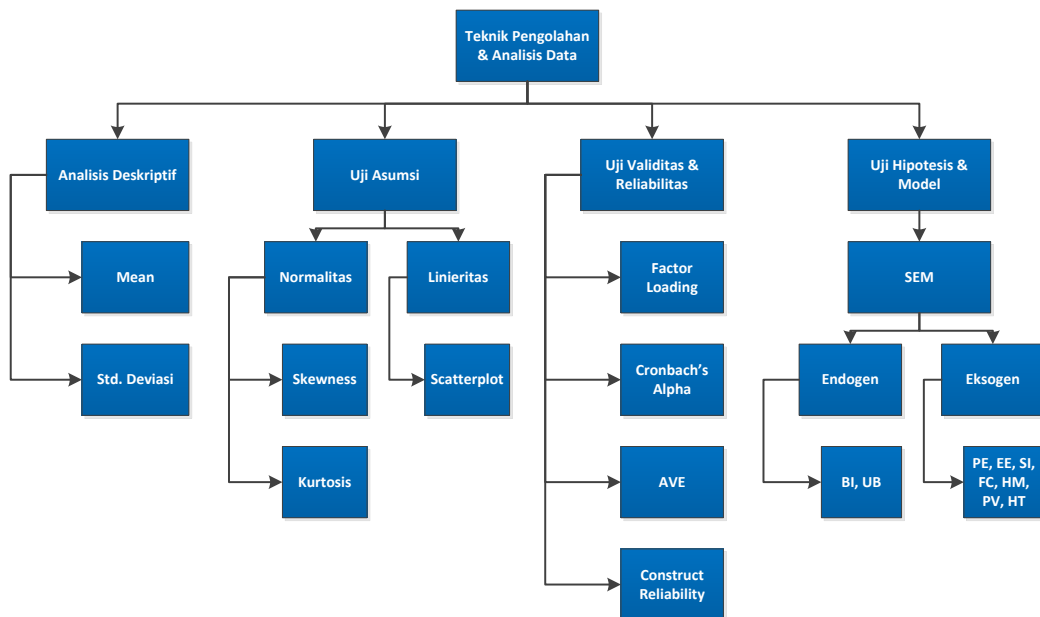 Teknik Pengolahan
& Analisis Data
Analisis Deskriptif
Uji Asumsi
Uji Validitas &
Reliabilitas
Uji Hipotesis &
Model
Mean
Normalitas
Linieritas
Factor
Loading
SEM
Std. Deviasi
Skewness
Scatterplot
Cronbach’s
Alpha
Endogen
Eksogen
Kurtosis
AVE
BI, UB
PE, EE, SI,
FC, HM,
PV, HT
Construct
Reliability